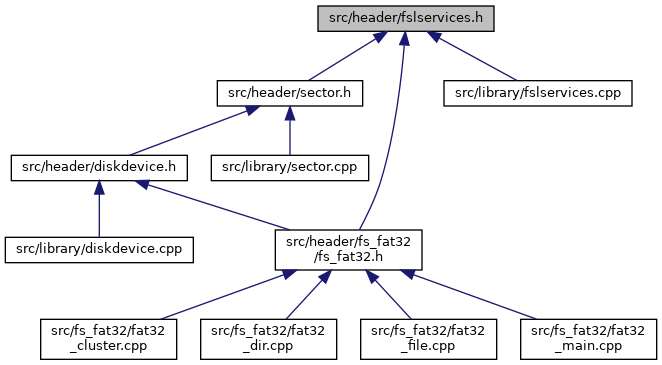 src/header/fslservices.h
src/header/sector.h
src/library/fslservices.cpp
src/header/diskdevice.h
src/library/sector.cpp
src/library/diskdevice.cpp
src/header/fs_fat32
/fs_fat32.h
src/fs_fat32/fat32
_cluster.cpp
src/fs_fat32/fat32
_dir.cpp
src/fs_fat32/fat32
_file.cpp
src/fs_fat32/fat32
_main.cpp